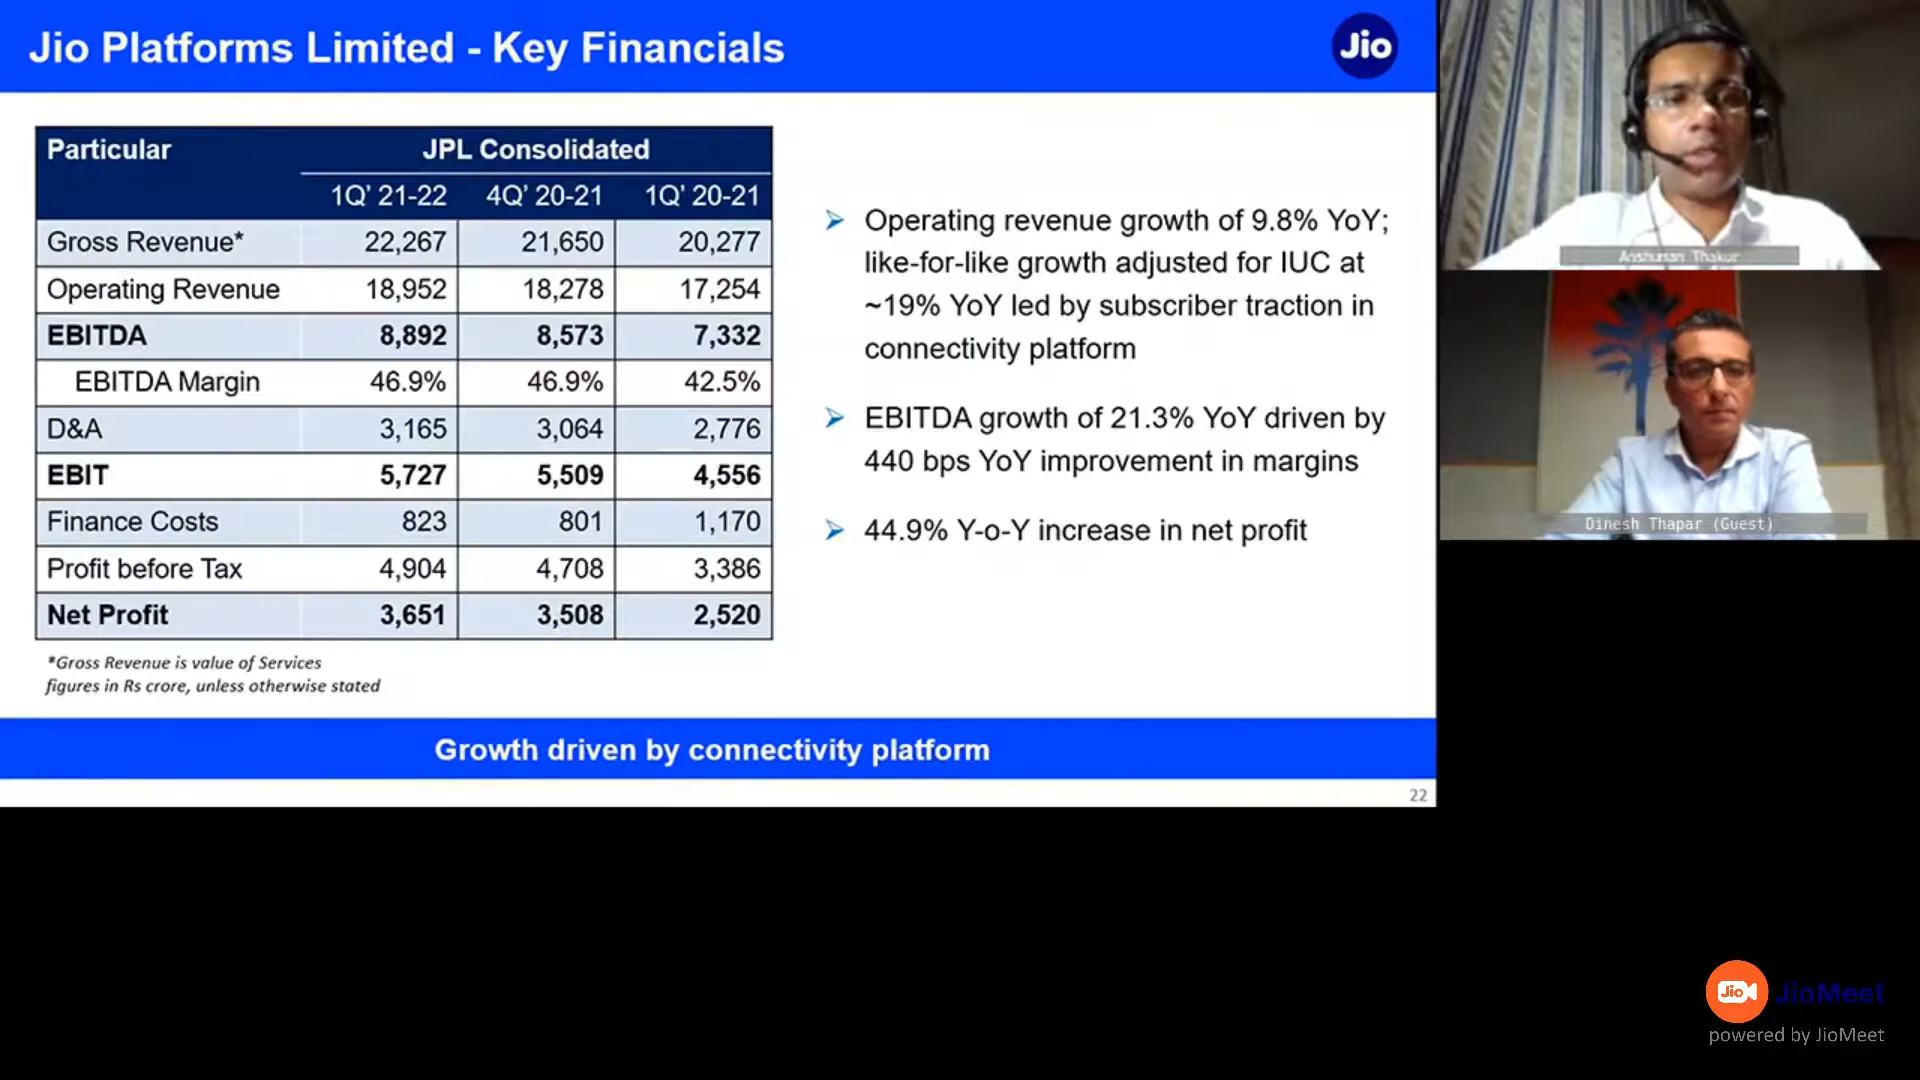 Jio Platforms Limited - Key Financials
Jio
Particular JPL Consolidated
1Q’ 21-22 4Q’ 20-21 1Q’ 20-21
Gross Revenue* 22,267 21,650 20,277
Operating Revenue 18,952 18,278 17,254
EBITDA 8,892 8,573 7,332
EBITDA Margin 46.9% 46.9% 42.5%
D&A 3,165 3,064 2,776
EBIT 5,727 5,509 4,556
Finance Costs 823 801 1,170
Profit before Tax 4,904 4,708 3,386
Net Profit 3,651 3,508 2,520
*Gross Revenue is value of Services
figures in Rs crore, unless otherwise stated
Operating revenue growth of 9.8% YoY;
like-for-like growth adjusted for IUC at
~19% YoY led by subscriber traction in
connectivity platform
EBITDA growth of 21.3% YoY driven by
440 bps YoY improvement in margins
44.9% Y-o-Y increase in net profit
Growth driven by connectivity platform
22
Anshuman Thakur
Dinesh Thapar (Guest)
Jio
JioMeet
powered by JioMeet